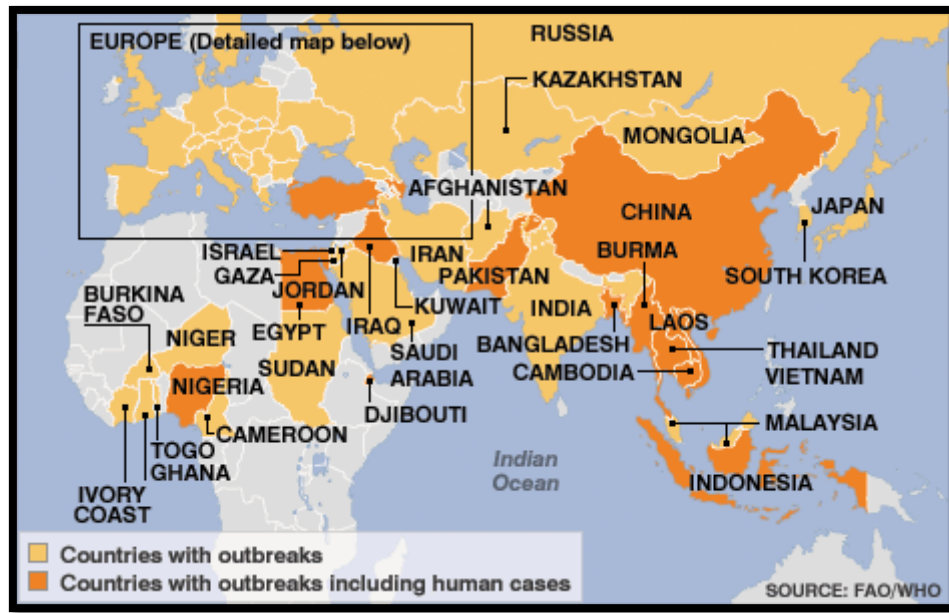 EUROPE (Detailed map below)
RUSSIA
KAZAKHSTAN
MONGOLIA
AFGHANISTAN
CHINA
JAPAN
ISRAEL
GAZA
JORDAN
IRAN
PAKISTAN
BURMA
SOUTH KOREA
BURKINA
FASO
NIGER
EGYPT
IRAQ
KUWAIT
INDIA
LAOS
BANGLADESH
SUDAN
SAUDI
ARABIA
CAMBODIA
THAILAND
VIETNAM
NIGERIA
DJIBOUTI
CAMEROON
TOGO
GHANA
MALAYSIA
IVORY
COAST
Indian
Ocean
INDONESIA
Countries with outbreaks
Countries with outbreaks including human cases
SOURCE: FAO/WHO